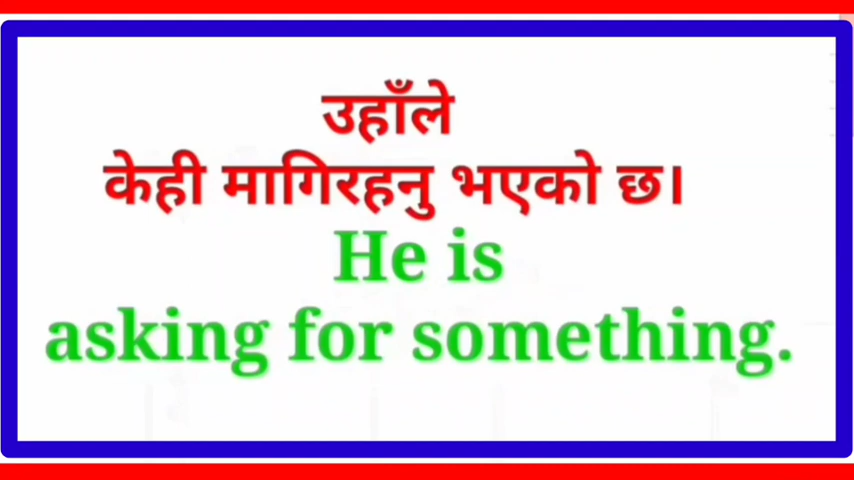 उहाँले
केही मागिरहनु भएको छ।
He is
asking for something.